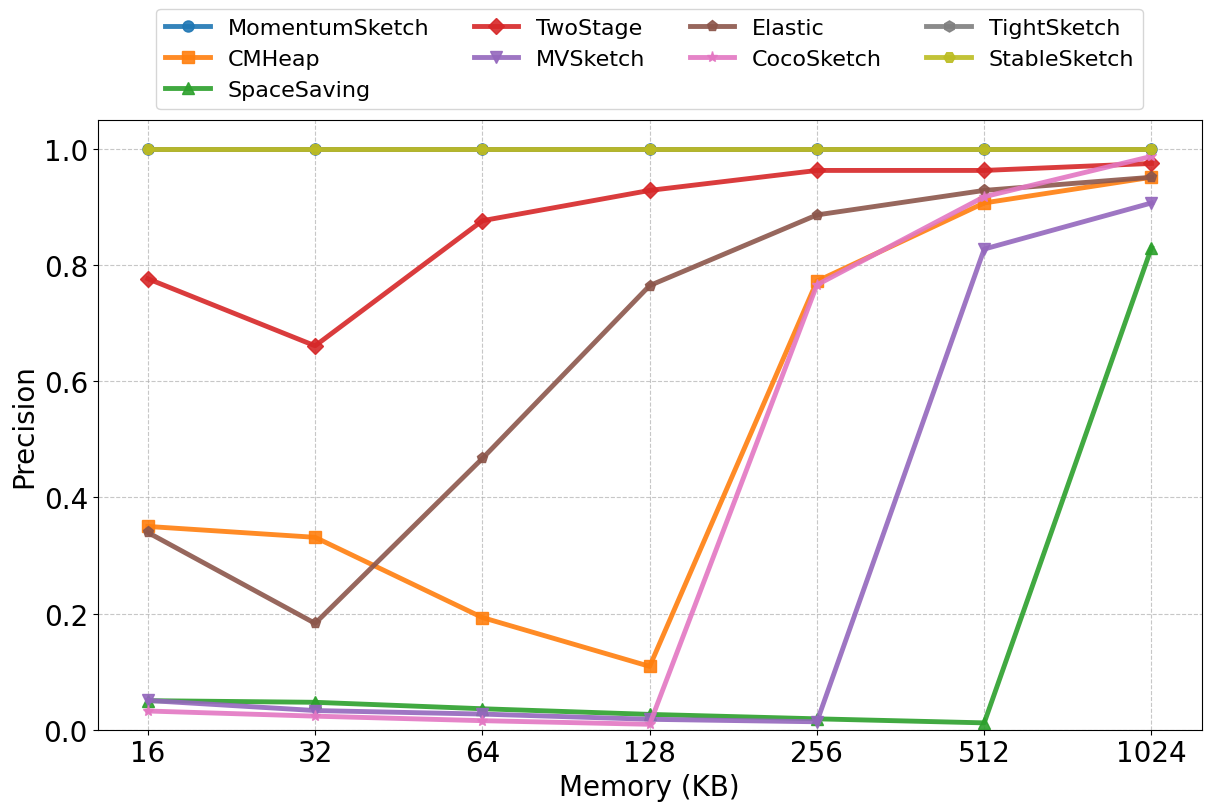 MomentumSketch TwoStage Elastic TightSketch
CMHeap MVSketch CocoSketch StableSketch
SpaceSaving
1.0
0.8
0.6
0.4
0.2
0.0
Precision
16 32 64 128 256 512 1024
Memory (KB)